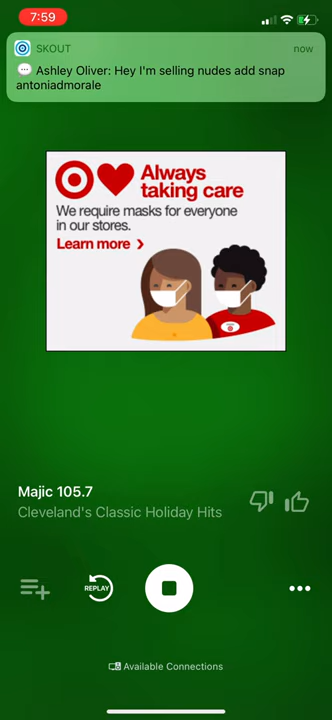 7:59
SKOUT
now
💬 Ashley Oliver: Hey I'm selling nudes add snap
antoniadmorale
Always
taking care
We require masks for everyone
in our stores.
Learn more ❯
Majic 105.7
Cleveland's Classic Holiday Hits
REPLAY
Available Connections